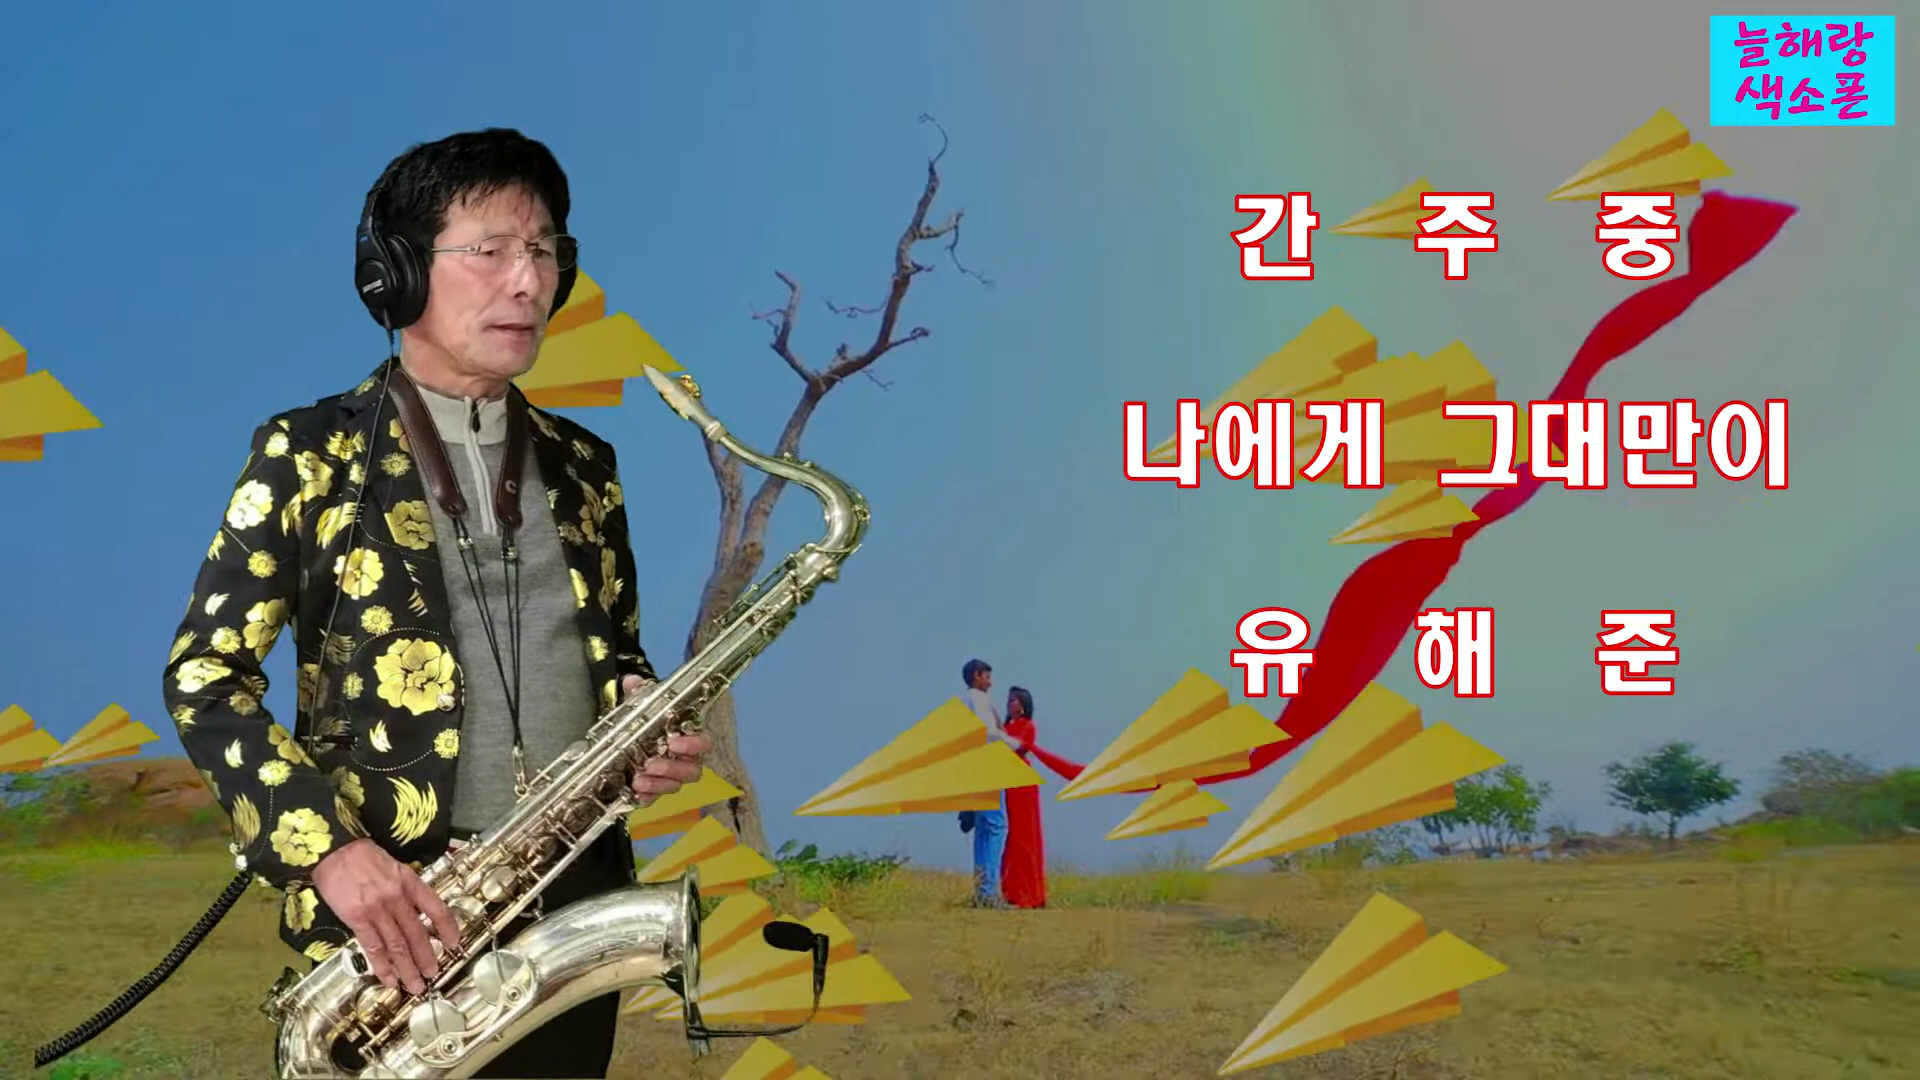 늘해랑
색소폰
간 주 중
나에게 그대만이
유 해 준